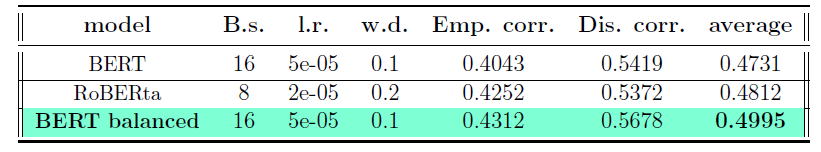 model B.s. l.r. w.d. Emp. corr. Dis. corr. average
BERT 16 5e-05 0.1 0.4043 0.5419 0.4731
RoBERta 8 2e-05 0.2 0.4252 0.5372 0.4812
BERT balanced 16 5e-05 0.1 0.4312 0.5678 0.4995